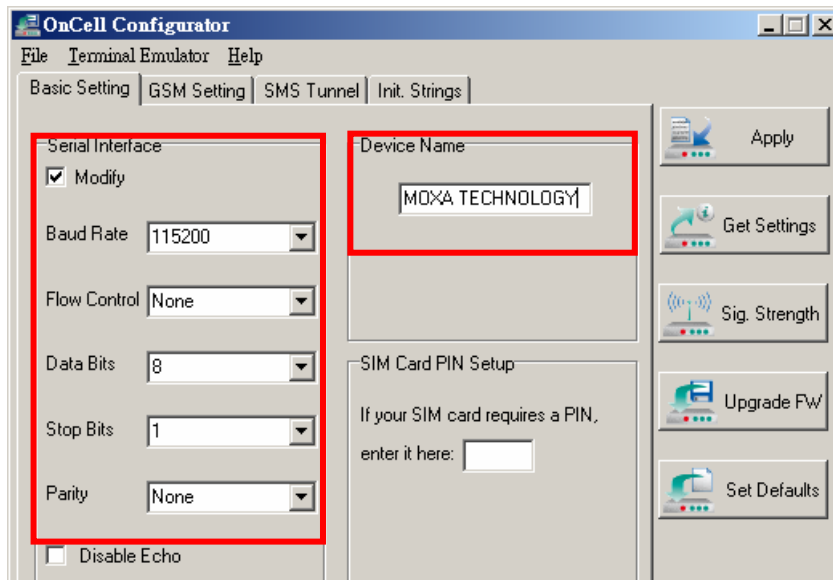 OnCell Configurator
File Terminal Emulator Help
Basic Setting GSM Setting SMS Tunnel Init. Strings
Serial Interface
Modify
Baud Rate 115200
Flow Control None
Data Bits 8
Stop Bits 1
Parity None
Disable Echo
Device Name
MOXA TECHNOLOGY
SIM Card PIN Setup
If your SIM card requires a PIN,
enter it here:
Apply
Get Settings
Sig. Strength
Upgrade FW
Set Defaults